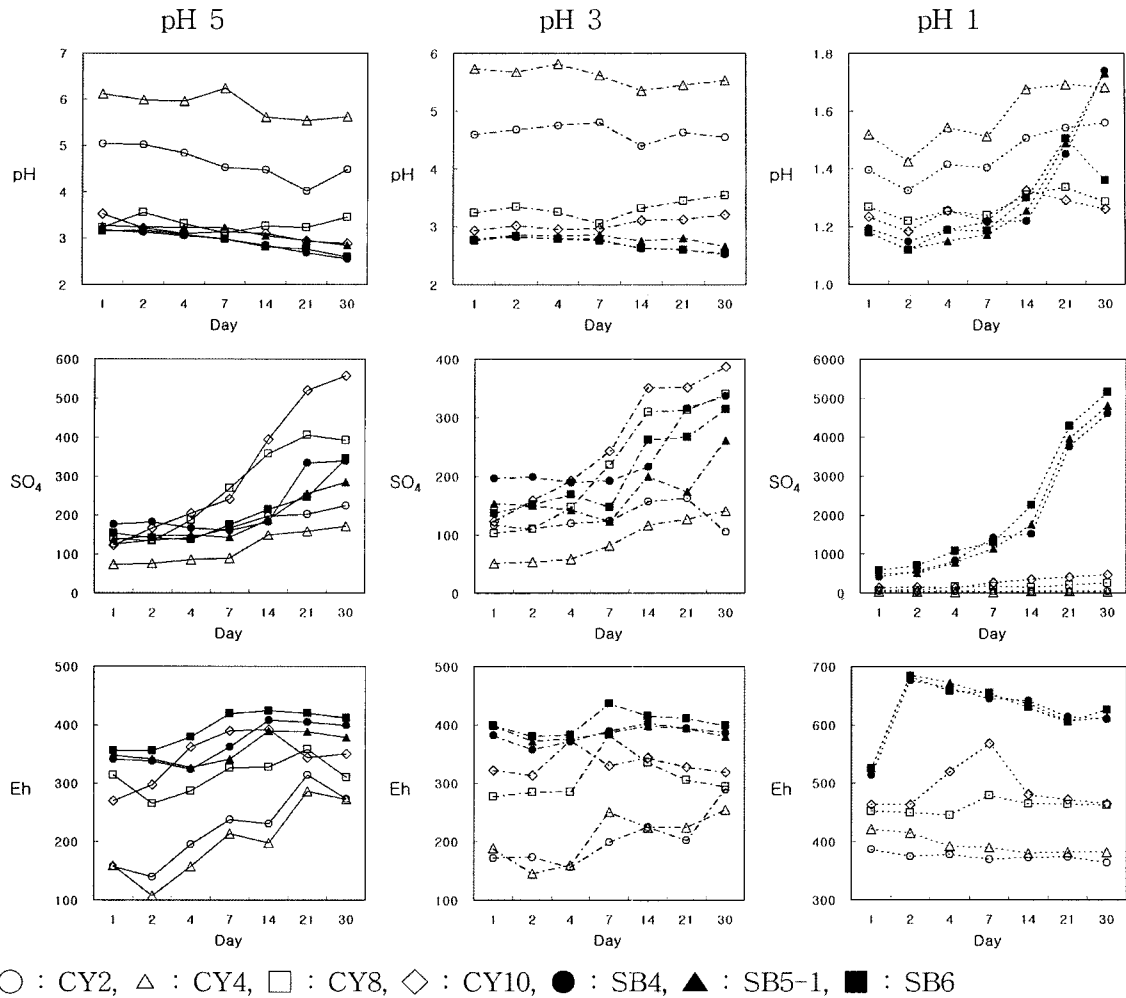 pH 5 pH 3 pH 1
7 6 5 4 3 2
pH
1 2 4 7 14 21 30
Day
6 5 4 3 2
pH
1 2 4 7 14 21 30
Day
1.8 1.6 1.4 1.2 1.0
pH
1 2 4 7 14 21 30
Day
600 500 400 300 200 100 0
SO4
1 2 4 7 14 21 30
Day
400 300 200 100 0
SO4
1 2 4 7 14 21 30
Day
6000 5000 4000 3000 2000 1000 0
SO4
1 2 4 7 14 21 30
Day
500 400 300 200 100
Eh
1 2 4 7 14 21 30
Day
500 400 300 200 100
Eh
1 2 4 7 14 21 30
Day
700 600 500 400 300
Eh
1 2 4 7 14 21 30
Day
○ : CY2, △ : CY4, □ : CY8, ◇ : CY10, ● : SB4, ▲ : SB5-1, ■ : SB6